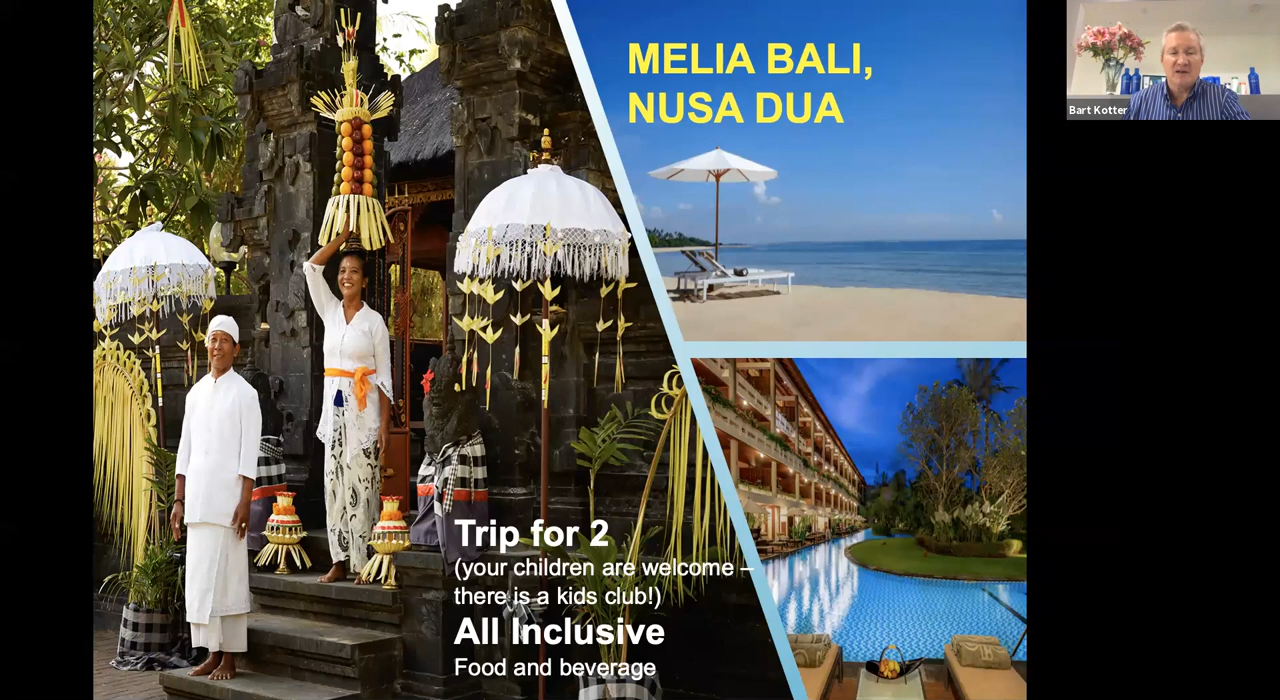 MELIA BALI,
NUSA DUA
Trip for 2
(your children are welcome –
there is a kids club!)
All Inclusive
Food and beverage
Bart Kotter